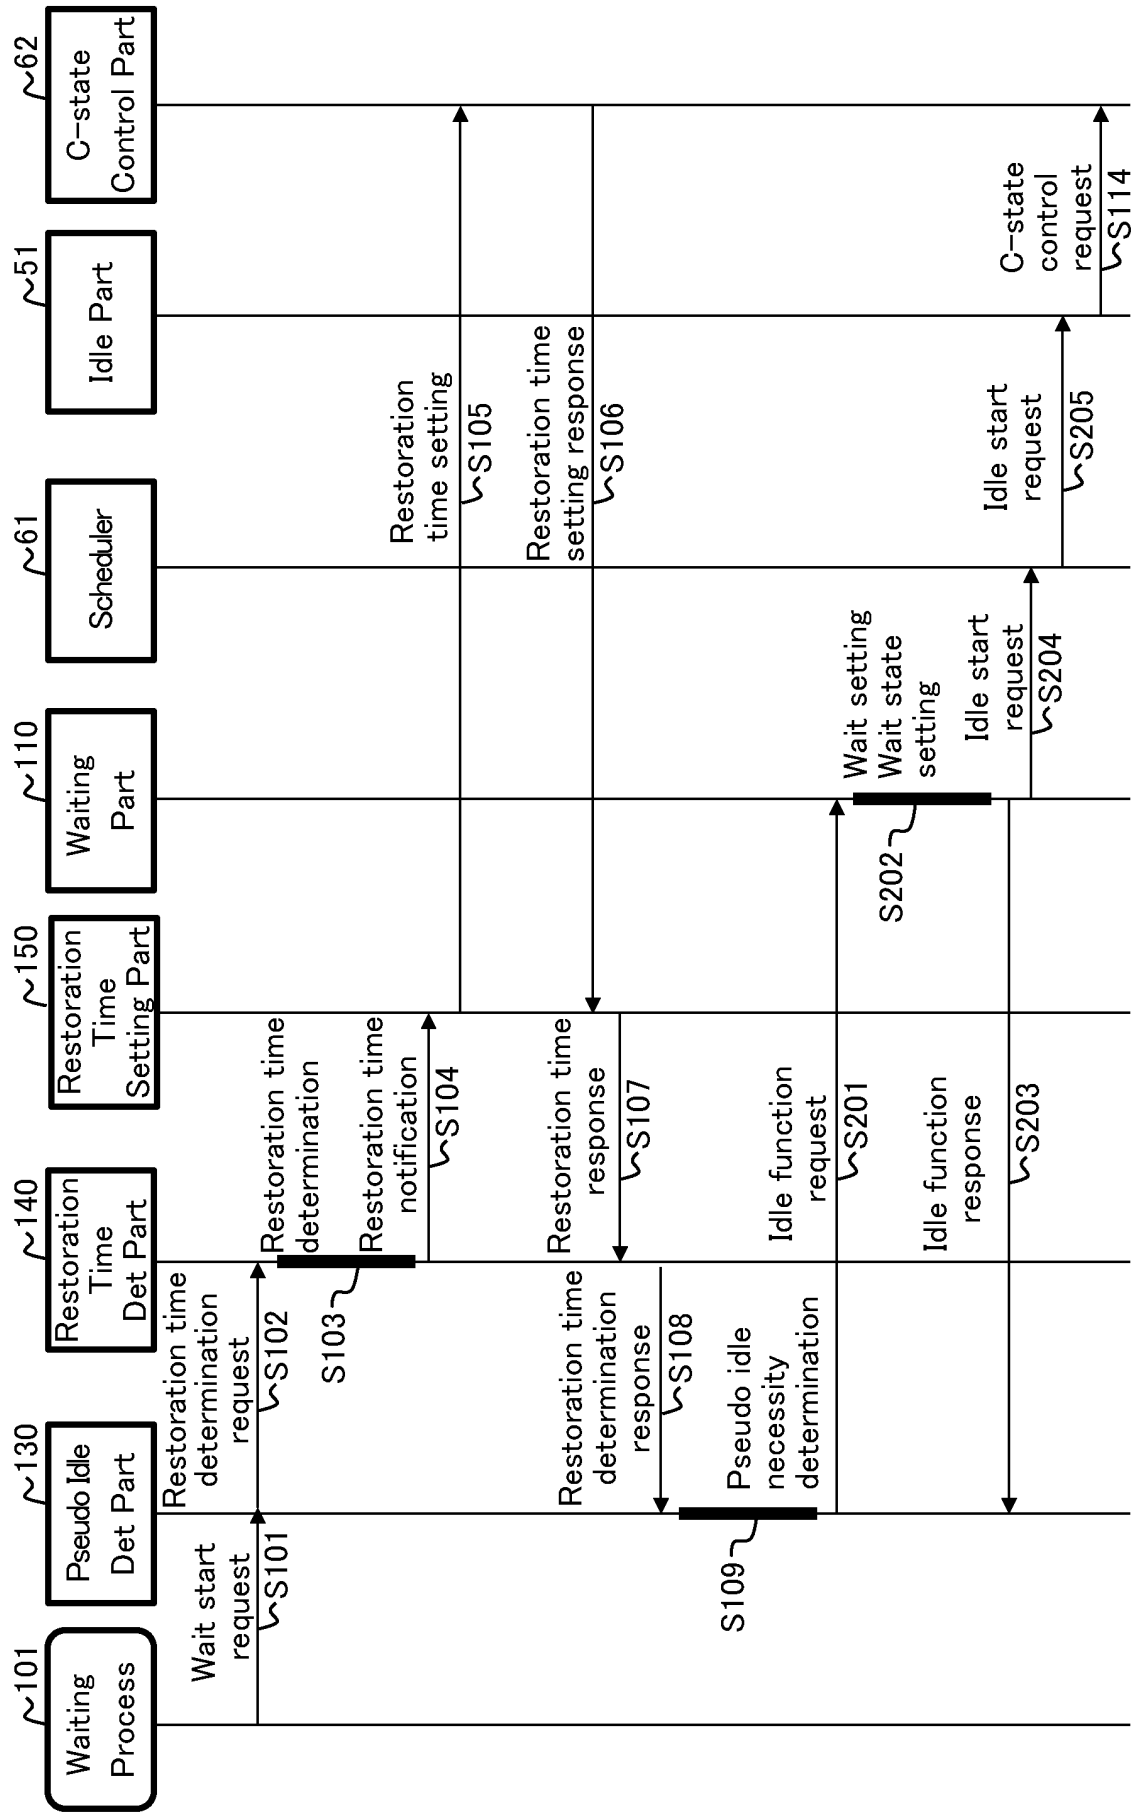 101
Waiting
Process
130
Pseudo Idle
Det Part
140
Restoration
Time
Det Part
150
Restoration
Time
Setting Part
110
Waiting
Part
61
Scheduler
51
Idle Part
62
C-state
Control Part
Wait start
request
S101
Restoration time
determination
request
S102
Restoration time
determination
S103
Restoration time
notification
S104
Restoration
time setting
S105
Restoration time
setting response
S106
Restoration time
response
S107
Restoration time
determination
response
S108
Pseudo idle
necessity
determination
S109
Idle function
request
S201
Wait setting
Wait state
setting
S202
Idle function
response
S203
Idle start
request
S204
Idle start
request
S205
C-state
control
request
S114